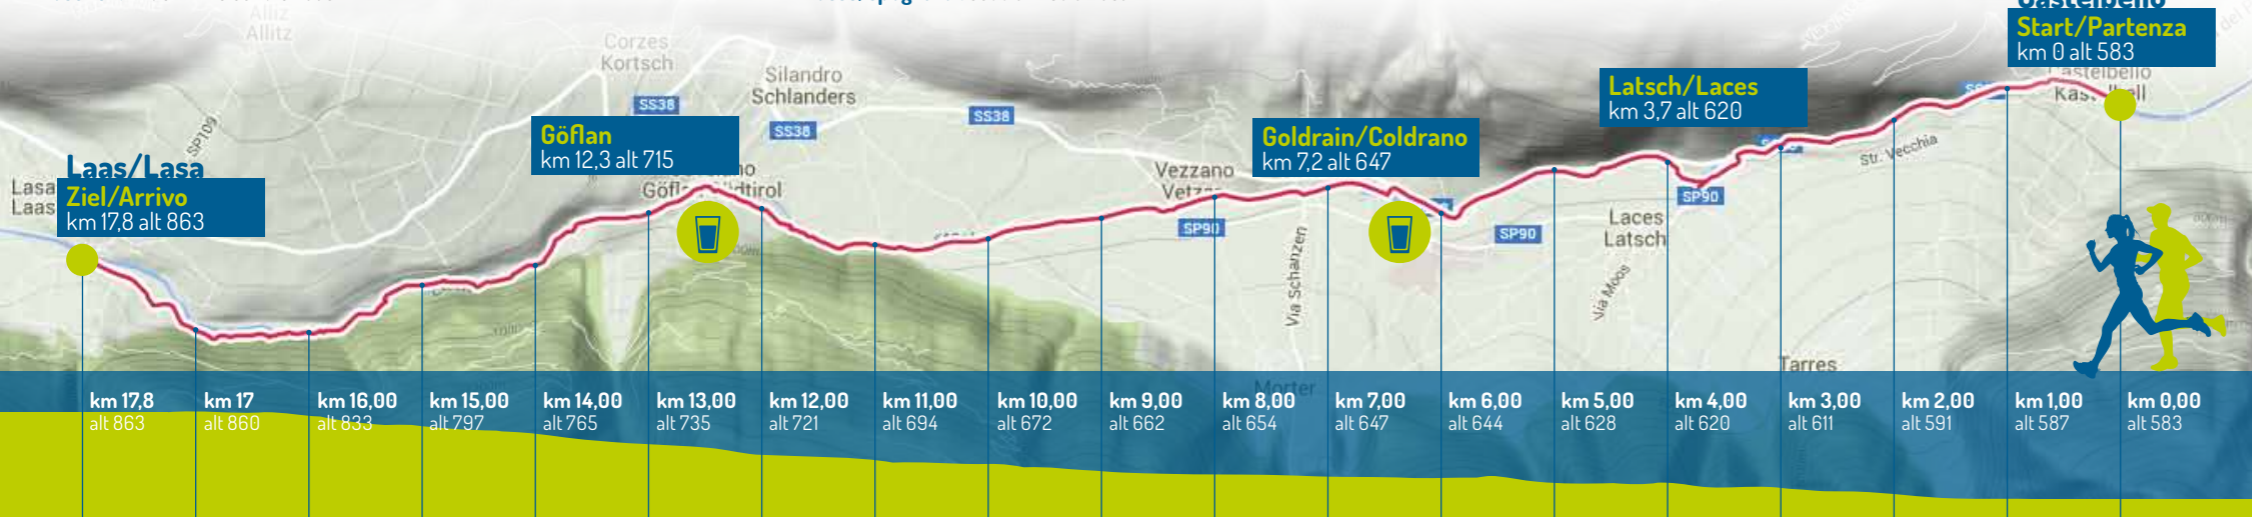 Castelbello
Start/Partenza
km 0 alt 583
Alliz
Allitz
Corzes
Kortsch
Silandro
Schlanders
SS38
SS38
SS38
SP109
Latsch/Laces
km 3,7 alt 620
Göflan
km 12,3 alt 715
Goldrain/Coldrano
km 7,2 alt 647
Laas/Lasa
Ziel/Arrivo
km 17,8 alt 863
Lasa
Laas
Vezzano
Str. Vecchia
SP90
SP90
SP90
Laces
Latsch
Via Schanzen
Via Moos
Tarres
Morter
km 17,8
alt 863
km 17
alt 860
km 16,00
alt 833
km 15,00
alt 797
km 14,00
alt 765
km 13,00
alt 735
km 12,00
alt 721
km 11,00
alt 694
km 10,00
alt 672
km 9,00
alt 662
km 8,00
alt 654
km 7,00
alt 647
km 6,00
alt 644
km 5,00
alt 628
km 4,00
alt 620
km 3,00
alt 611
km 2,00
alt 591
km 1,00
alt 587
km 0,00
alt 583